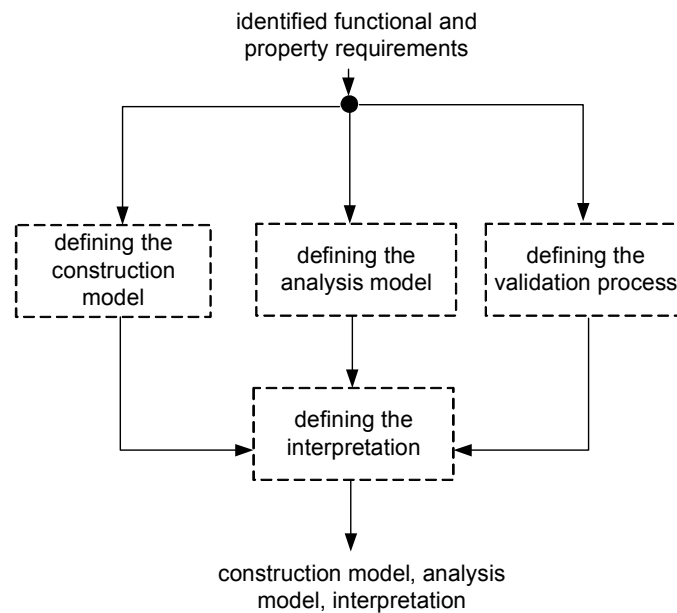 identified functional and
property requirements
defining the
construction
model
defining the
analysis model
defining the
validation process
defining the
interpretation
construction model, analysis
model, interpretation